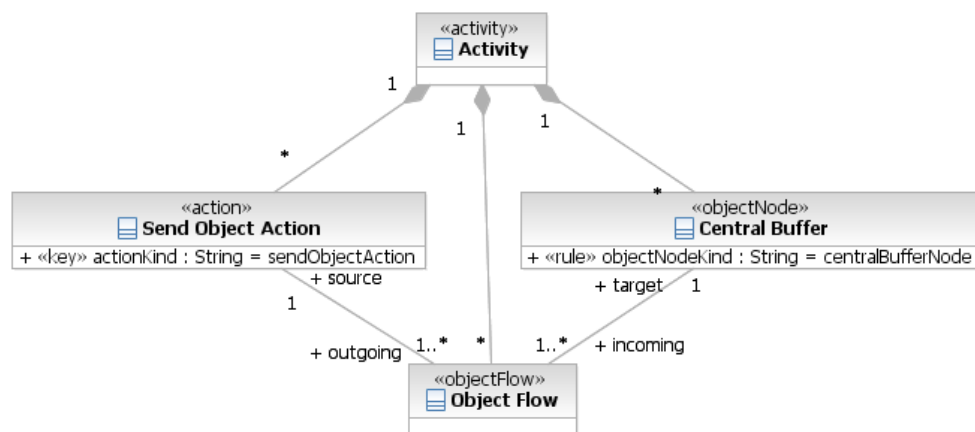 «activity»
Activity
1
1
1
*
*
«action»
Send Object Action
+ «key» actionKind : String = sendObjectAction
«objectNode»
Central Buffer
+ «rule» objectNodeKind : String = centralBufferNode
+ source
1
+ target
1
+ outgoing
1..*
*
1..*
+ incoming
«objectFlow»
Object Flow